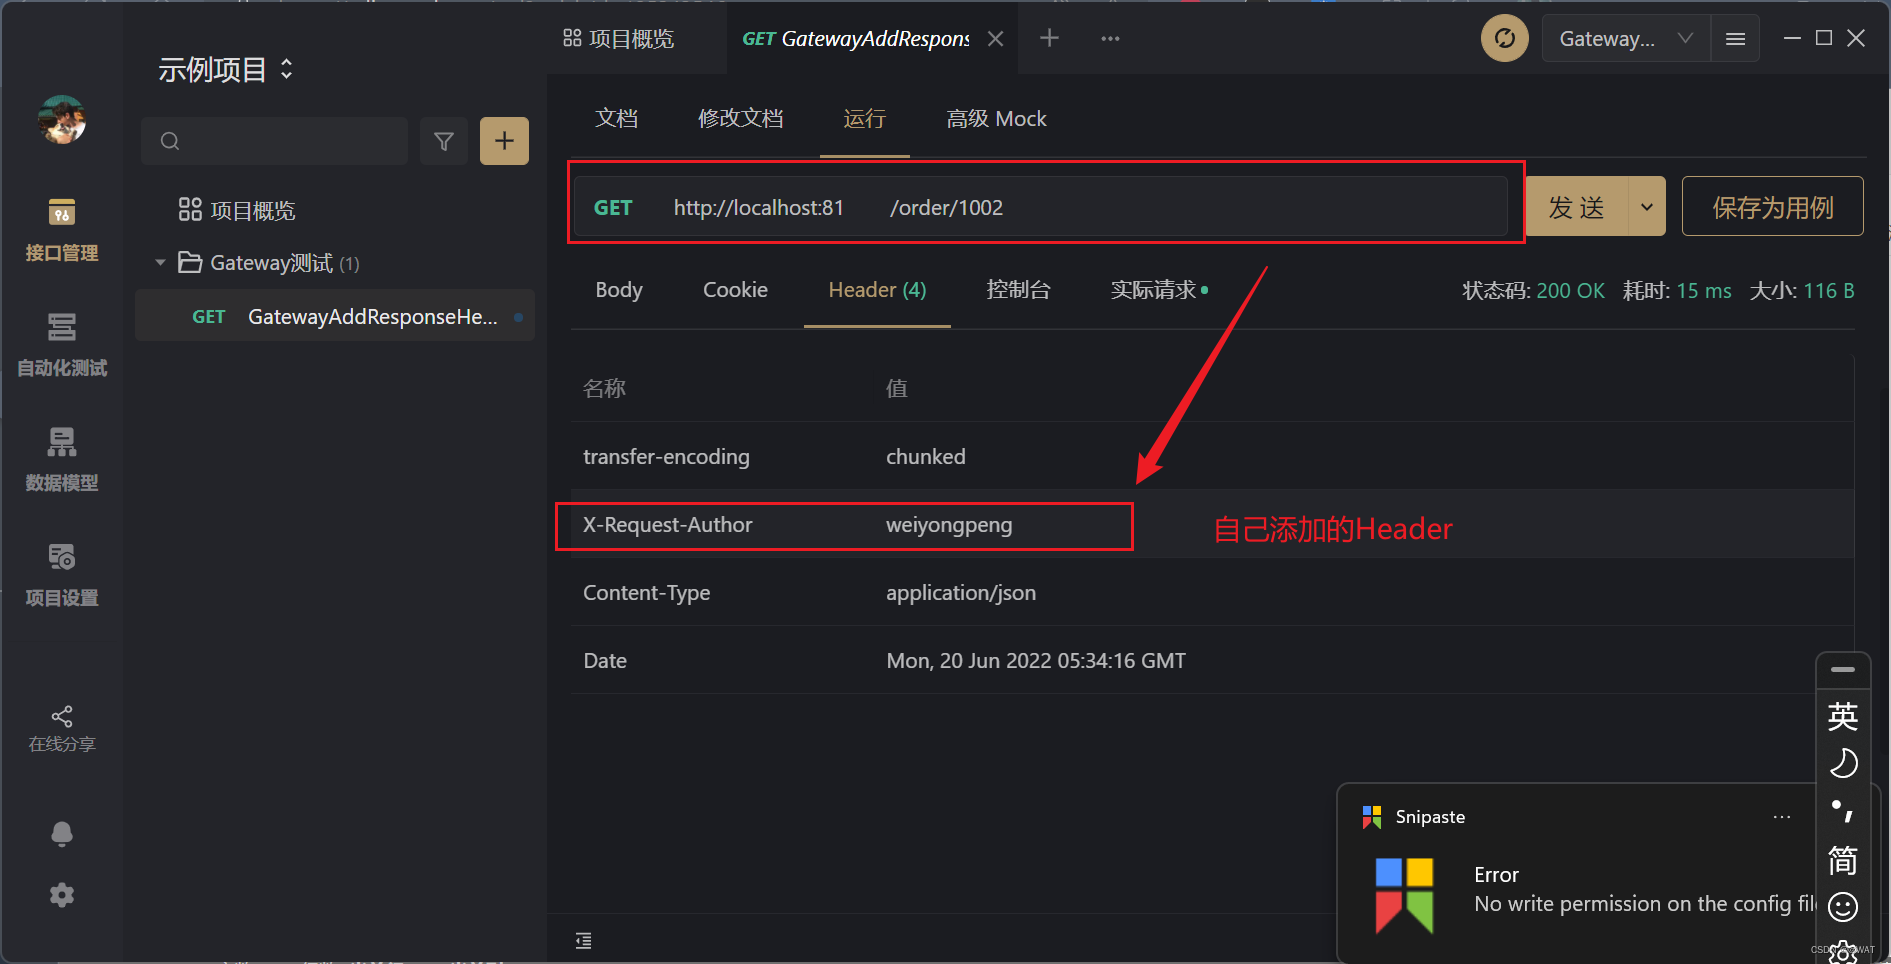 项目概览
GET GatewayAddRespons
Gateway...
示例项目
文档
修改文档
运行
高级 Mock
项目概览
Gateway测试 (1)
GET GatewayAddResponseHe...
接口管理
自动化测试
数据模型
项目设置
在线分享
GET http://localhost:81 /order/1002
发 送
保存为用例
Body
Cookie
Header (4)
控制台
实际请求
状态码: 200 OK 耗时: 15 ms 大小: 116 B
名称 值
transfer-encoding chunked
X-Request-Author weiyongpeng
自己添加的Header
Content-Type application/json
Date Mon, 20 Jun 2022 05:34:16 GMT
Snipaste
Error
No write permission on the config fil
英
简